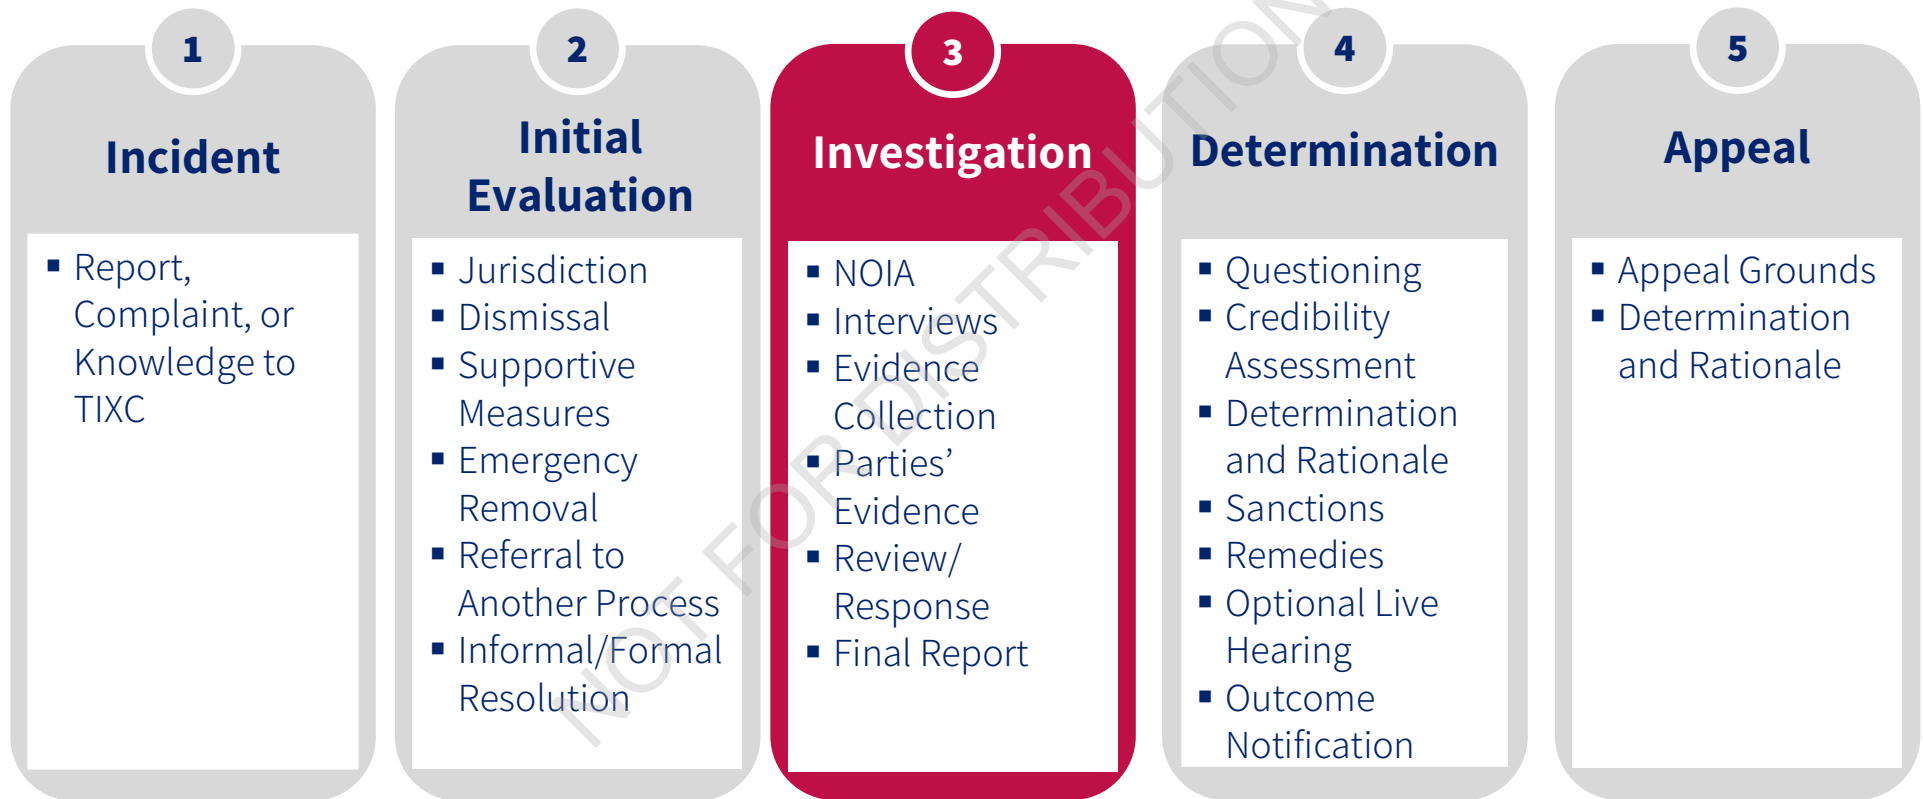 1
Incident
▪ Report,
Complaint, or
Knowledge to
TIXC
2
Initial
Evaluation
▪ Jurisdiction
▪ Dismissal
▪ Supportive
Measures
▪ Emergency
Removal
▪ Referral to
Another Process
▪ Informal/Formal
Resolution
3
Investigation
▪ NOIA
▪ Interviews
▪ Evidence
Collection
▪ Parties’
Evidence
▪ Review/
Response
▪ Final Report
4
Determination
▪ Questioning
▪ Credibility
Assessment
▪ Determination
and Rationale
▪ Sanctions
▪ Remedies
▪ Optional Live
Hearing
▪ Outcome
Notification
5
Appeal
▪ Appeal Grounds
▪ Determination
and Rationale
NOT FOR DISTRIBUTION